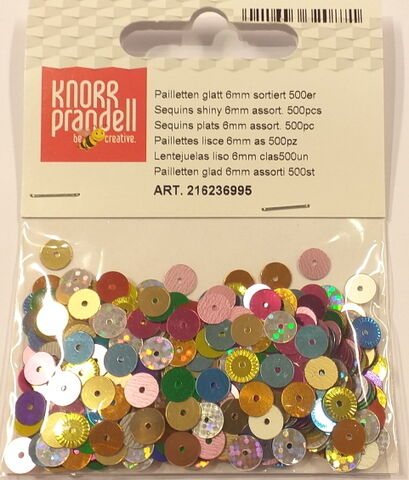 KNORR
prandell
be creative.
Pailletten glatt 6mm sortiert 500er
Sequins shiny 6mm assort. 500pcs
Sequins plats 6mm assort. 500pc
Paillettes lisce 6mm as 500pz
Lentejuelas liso 6mm clas500un
Pailletten glad 6mm assorti 500st
ART. 216236995